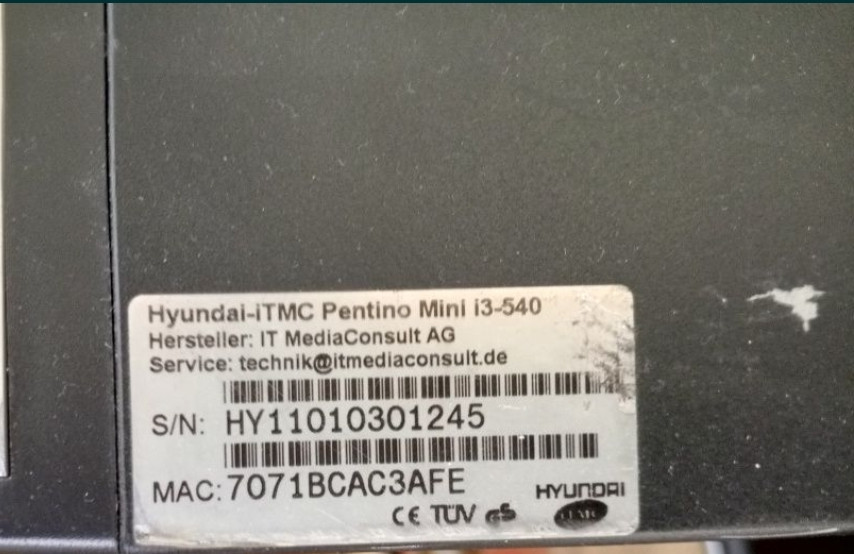 Hyundai-iTMC Pentino Mini i3-540
Hersteller: IT MediaConsult AG
Service: technik@itmediaconsult.de
S/N: HY11010301245
MAC: 7071BCAC3AFE
HYUNDAI
CE TÜV GS